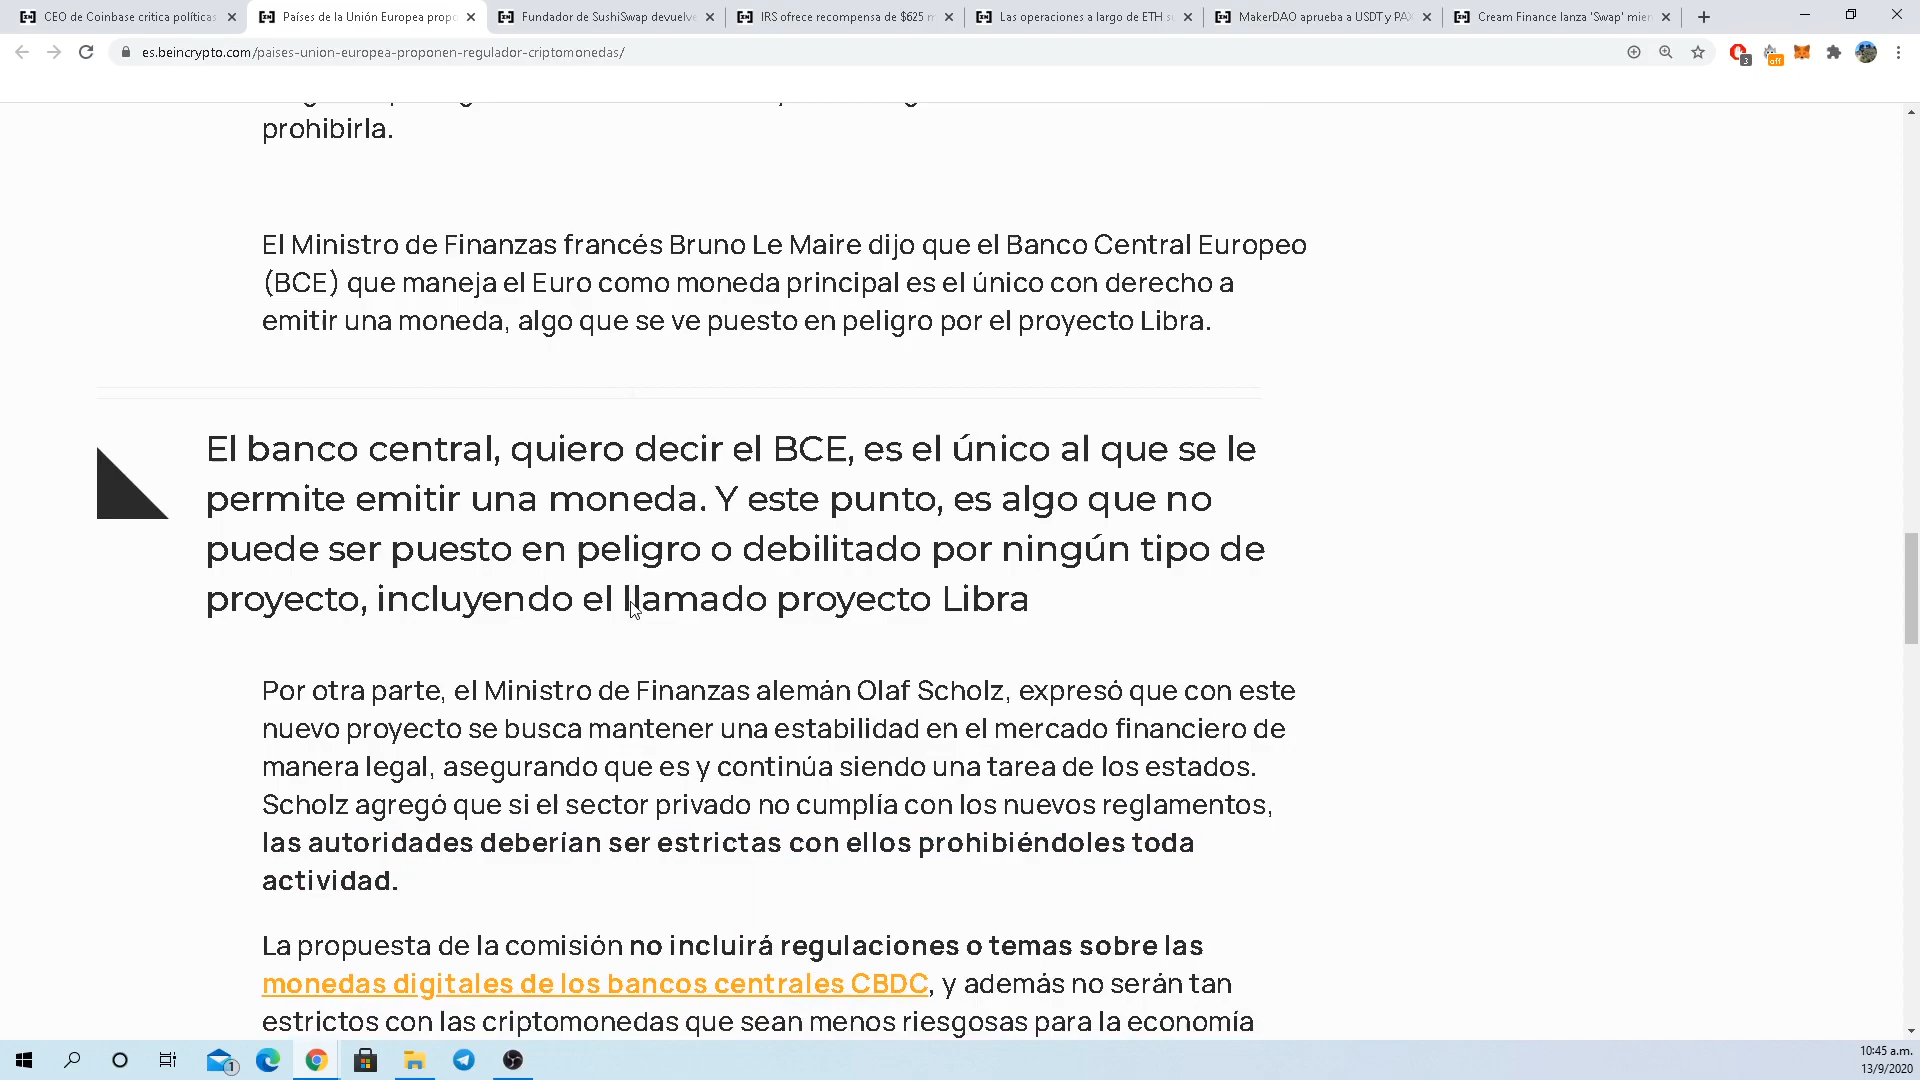 CEO de Coinbase critica políticas
Países de la Unión Europea prop
Fundador de SushiSwap devuelve
IRS ofrece recompensa de $625 m
Las operaciones a largo de ETH s
MakerDAO aprueba a USDT y PAX
Cream Finance lanza 'Swap' mien
es.beincrypto.com/paises-union-europea-proponen-regulador-criptomonedas/
3
off
prohibirla.
El Ministro de Finanzas francés Bruno Le Maire dijo que el Banco Central Europeo
(BCE) que maneja el Euro como moneda principal es el único con derecho a
emitir una moneda, algo que se ve puesto en peligro por el proyecto Libra.
El banco central, quiero decir el BCE, es el único al que se le
permite emitir una moneda. Y este punto, es algo que no
puede ser puesto en peligro o debilitado por ningún tipo de
proyecto, incluyendo el llamado proyecto Libra
Por otra parte, el Ministro de Finanzas alemán Olaf Scholz, expresó que con este
nuevo proyecto se busca mantener una estabilidad en el mercado financiero de
manera legal, asegurando que es y continúa siendo una tarea de los estados.
Scholz agregó que si el sector privado no cumplía con los nuevos reglamentos,
las autoridades deberían ser estrictas con ellos prohibiéndoles toda
actividad.
La propuesta de la comisión no incluirá regulaciones o temas sobre las
monedas digitales de los bancos centrales CBDC, y además no serán tan
estrictos con las criptomonedas que sean menos riesgosas para la economía
1
10:45 a.m.
13/9/2020